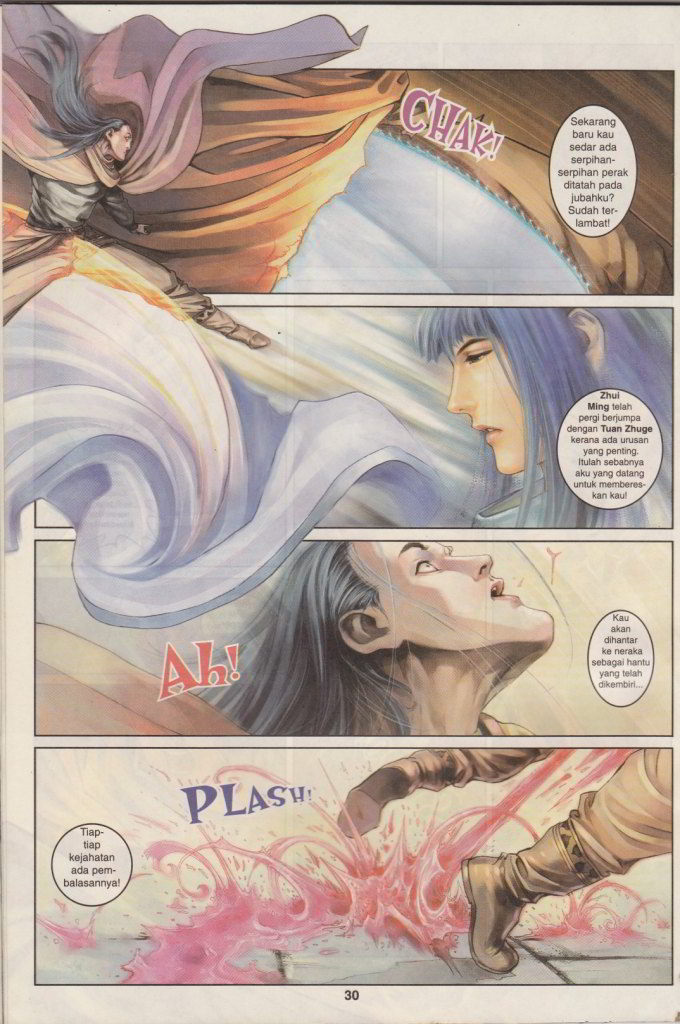 CHAK!
Sekarang
baru kau
sedar ada
serpihan-
serpihan perak
ditatah pada
jubahku?
Sudah ter-
lambat!
Zhui
Ming telah
pergi berjumpa
dengan Tuan Zhuge
kerana ada urusan
yang penting.
Itulah sebabnya
aku yang datang
untuk memberes-
kan kau!
Ah!
Kau
akan
dihantar
ke neraka
sebagai hantu
yang telah
dikembiri...
PLASH!
Tiap-
tiap
kejahatan
ada pem-
balasannya!
30